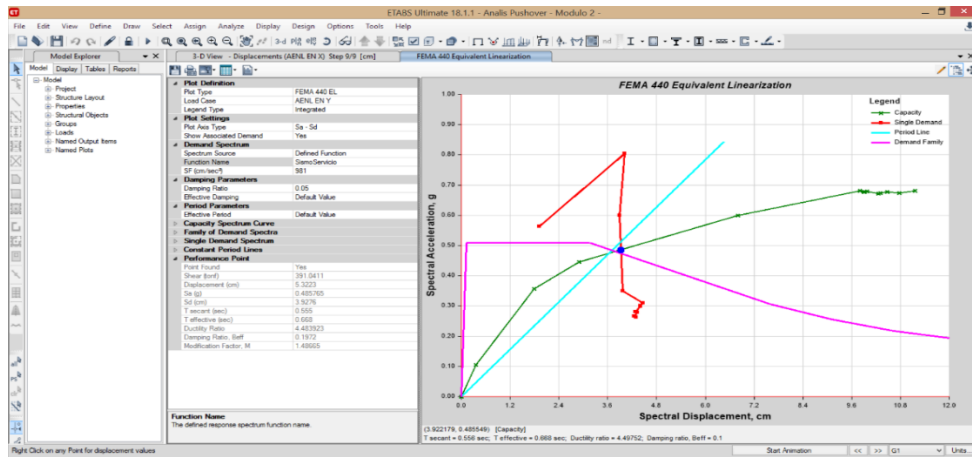 ETABS Ultimate 18.1.1 - Analis Pushover - Modulo 2 -
File Edit View Define Draw Select Assign Analyze Display Design Options Tools Help
Model Explorer
3-D View - Displacements (AENL EN X) Step 9/9 [cm]
FEMA 440 Equivalent Linearization
Model Display Tables Reports
Model
Project
Structure Layout
Properties
Structural Objects
Groups
Loads
Named Output Items
Named Plots
Plot Definition
Plot Type FEMA 440 EL
Load Case AENL EN Y
Legend Type Integrated
Plot Settings
Plot Axis Type Sa - Sd
Show Associated Demand Yes
Demand Spectrum
Spectrum Source Defined Function
Function Name SismoServicio
SF (cm/sec²) 981
Damping Parameters
Damping Ratio 0.05
Effective Damping Default Value
Period Parameters
Effective Period Default Value
Capacity Spectrum Curve
Family of Demand Spectra
Single Demand Spectrum
Constant Period Lines
Performance Point
Point Found Yes
Shear (tonf) 391.0411
Displacement (cm) 5.3223
Sa (g) 0.485765
Sd (cm) 3.9276
T secant (sec) 0.555
T effective (sec) 0.668
Ductility Ratio 4.483923
Damping Ratio, Beff 0.1972
Modification Factor, M 1.48665
Function Name
The defined response spectrum function name.
FEMA 440 Equivalent Linearization
Legend
Capacity
Single Demand
Period Line
Demand Family
Spectral Acceleration, g
1.00
0.90
0.80
0.70
0.60
0.50
0.40
0.30
0.20
0.10
0.00
0.0 1.2 2.4 3.6 4.8 6.0 7.2 8.4 9.6 10.8 12.0
Spectral Displacement, cm
(3.922179, 0.485549) [Capacity]
T secant = 0.556 sec; T effective = 0.668 sec; Ductility ratio = 4.49752; Damping ratio, Beff = 0.1
Right Click on any Point for displacement values
Start Animation << >> G1 Units